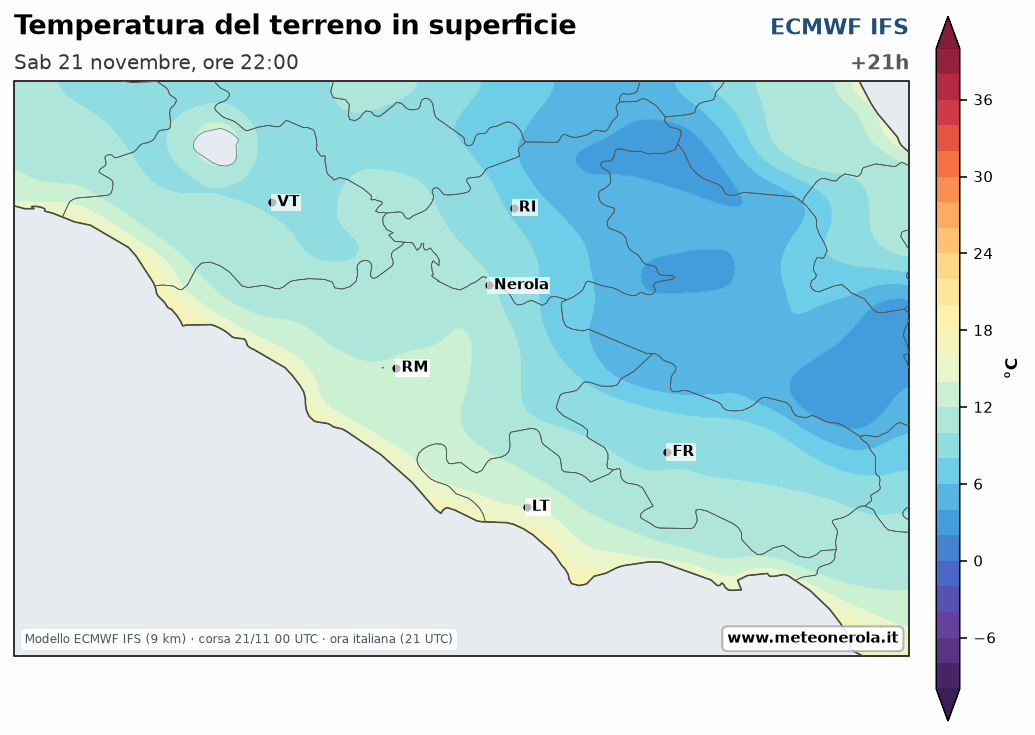 Temperatura del terreno in superficie
ECMWF IFS
Sab 21 novembre, ore 22:00
+21h
VT
RI
Nerola
RM
FR
LT
36
30
24
18
12
6
0
−6
°C
Modello ECMWF IFS (9 km) · corsa 21/11 00 UTC · ora italiana (21 UTC)
www.meteonerola.it